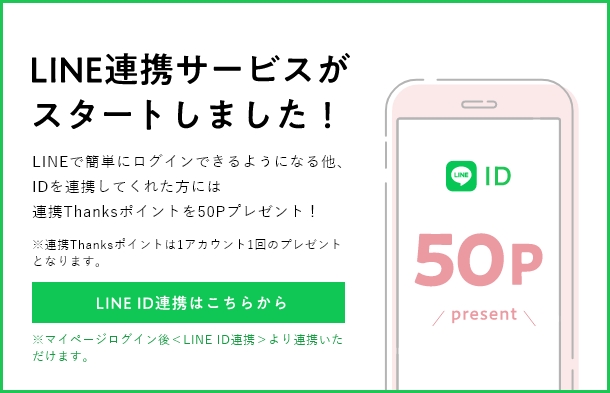 LINE連携サービスが
スタートしました！
LINEで簡単にログインできるようになる他、
IDを連携してくれた方には
連携Thanksポイントを50Pプレゼント！
※連携Thanksポイントは1アカウント1回のプレゼント
となります。
LINE ID連携はこちらから
※マイページログイン後＜LINE ID連携＞より連携いた
だけます。
LINE ID
50P
present